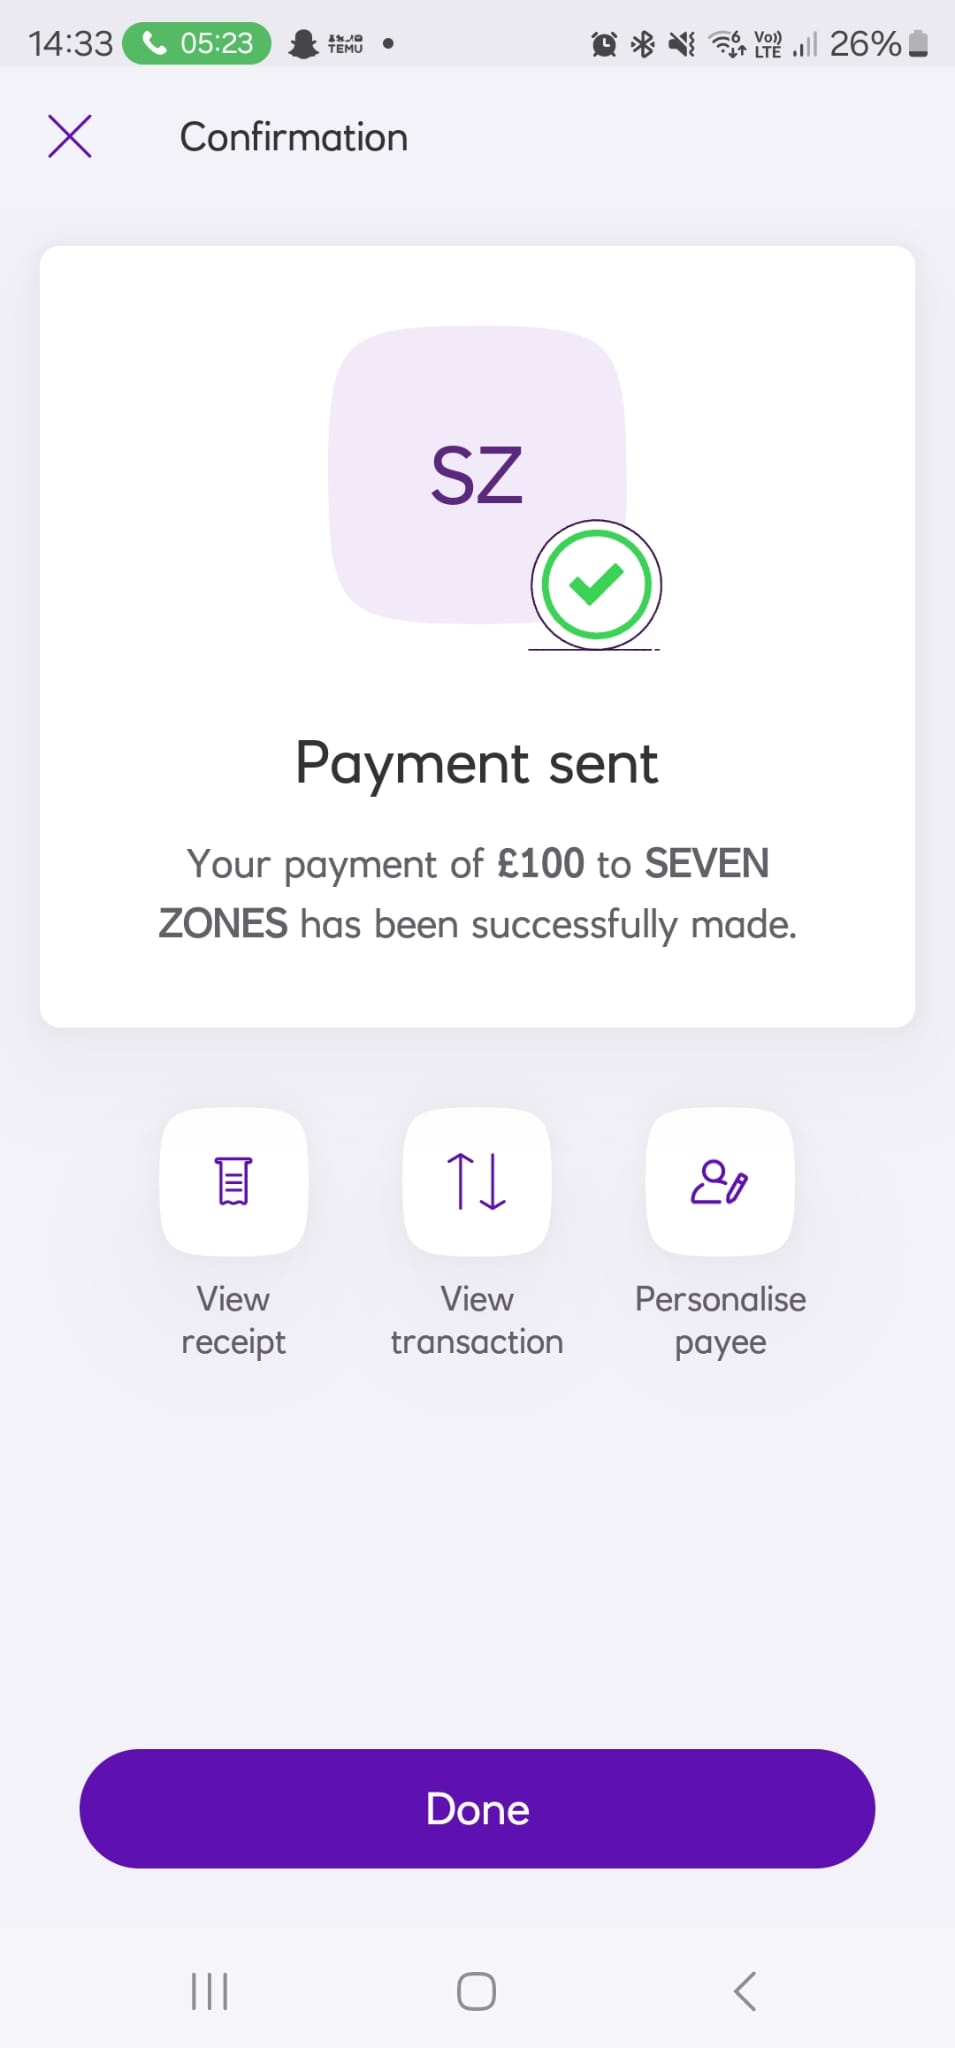 14:33 05:23 TEMU 6 Vo)) LTE 26%
Confirmation
SZ
Payment sent
Your payment of £100 to SEVEN
ZONES has been successfully made.
View receipt
View transaction
Personalise payee
Done